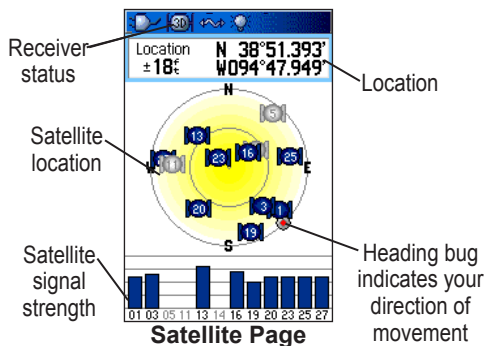 Receiver
status
3D
Location N 38°51.393'
±18ft W094°47.949'
Location
N
5
13
Satellite
location
23
16
25
W
11
E
20
3
1
19
S
Satellite
signal
strength
Heading bug
indicates your
direction of
movement
01 03 05 11 13 14 16 19 20 23 25 27
Satellite Page